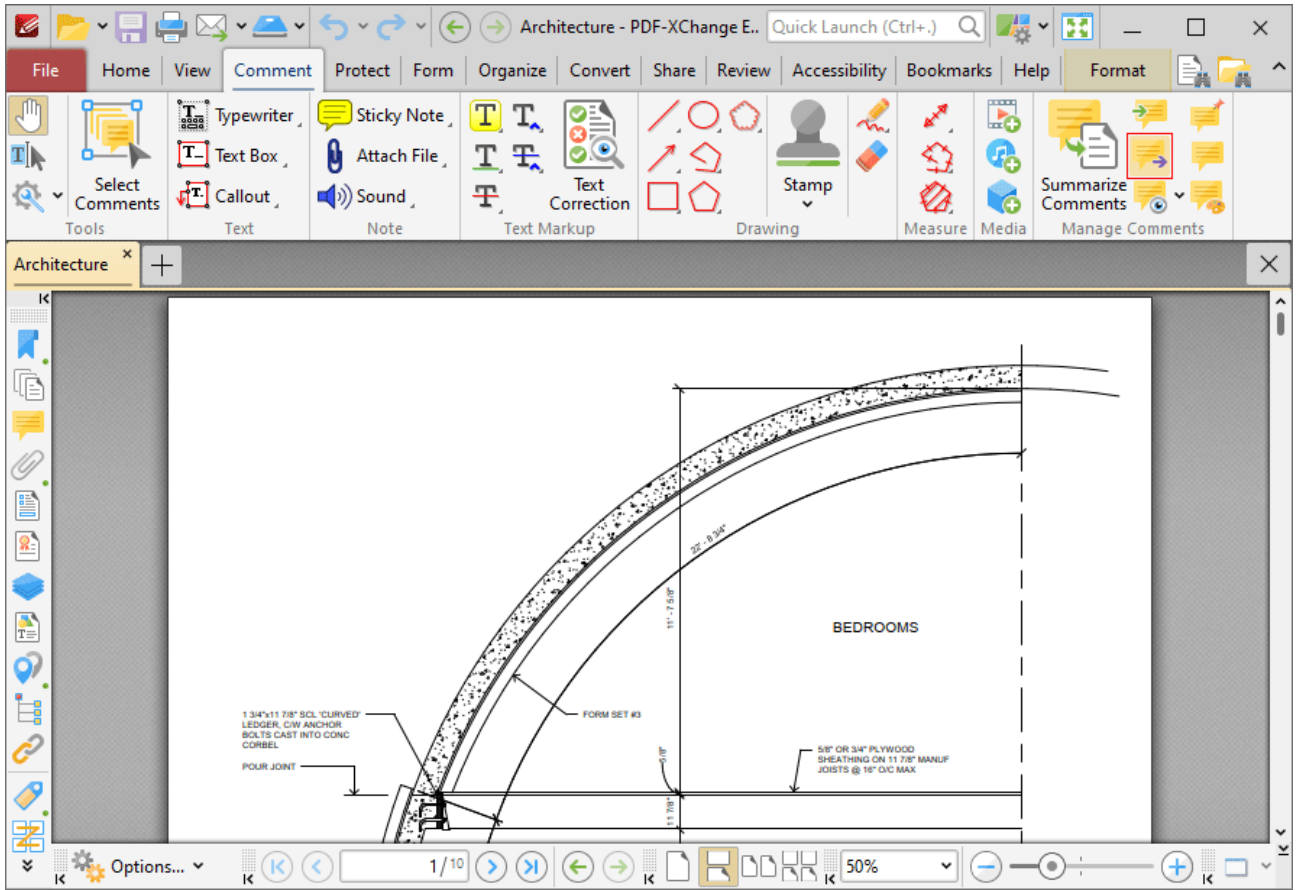 Architecture - PDF-XChange E..
Quick Launch (Ctrl+.)
File
Home
View
Comment
Protect
Form
Organize
Convert
Share
Review
Accessibility
Bookmarks
Help
Format
Select
Comments
Tools
Typewriter
Text Box
Callout
Text
Sticky Note
Attach File
Sound
Note
Text
Correction
Text Markup
Drawing
Stamp
Measure
Media
Summarize
Comments
Manage Comments
Architecture
22' - 8 3/4"
11' - 7 5/8"
BEDROOMS
1 3/4"x11 7/8" SCL 'CURVED'
LEDGER, C/W ANCHOR
BOLTS CAST INTO CONC
CORBEL
POUR JOINT
FORM SET #3
5/8"
5/8" OR 3/4" PLYWOOD
SHEATHING ON 11 7/8" MANUF
JOISTS @ 16" O/C MAX
11 7/8"
Options...
1/10
50%